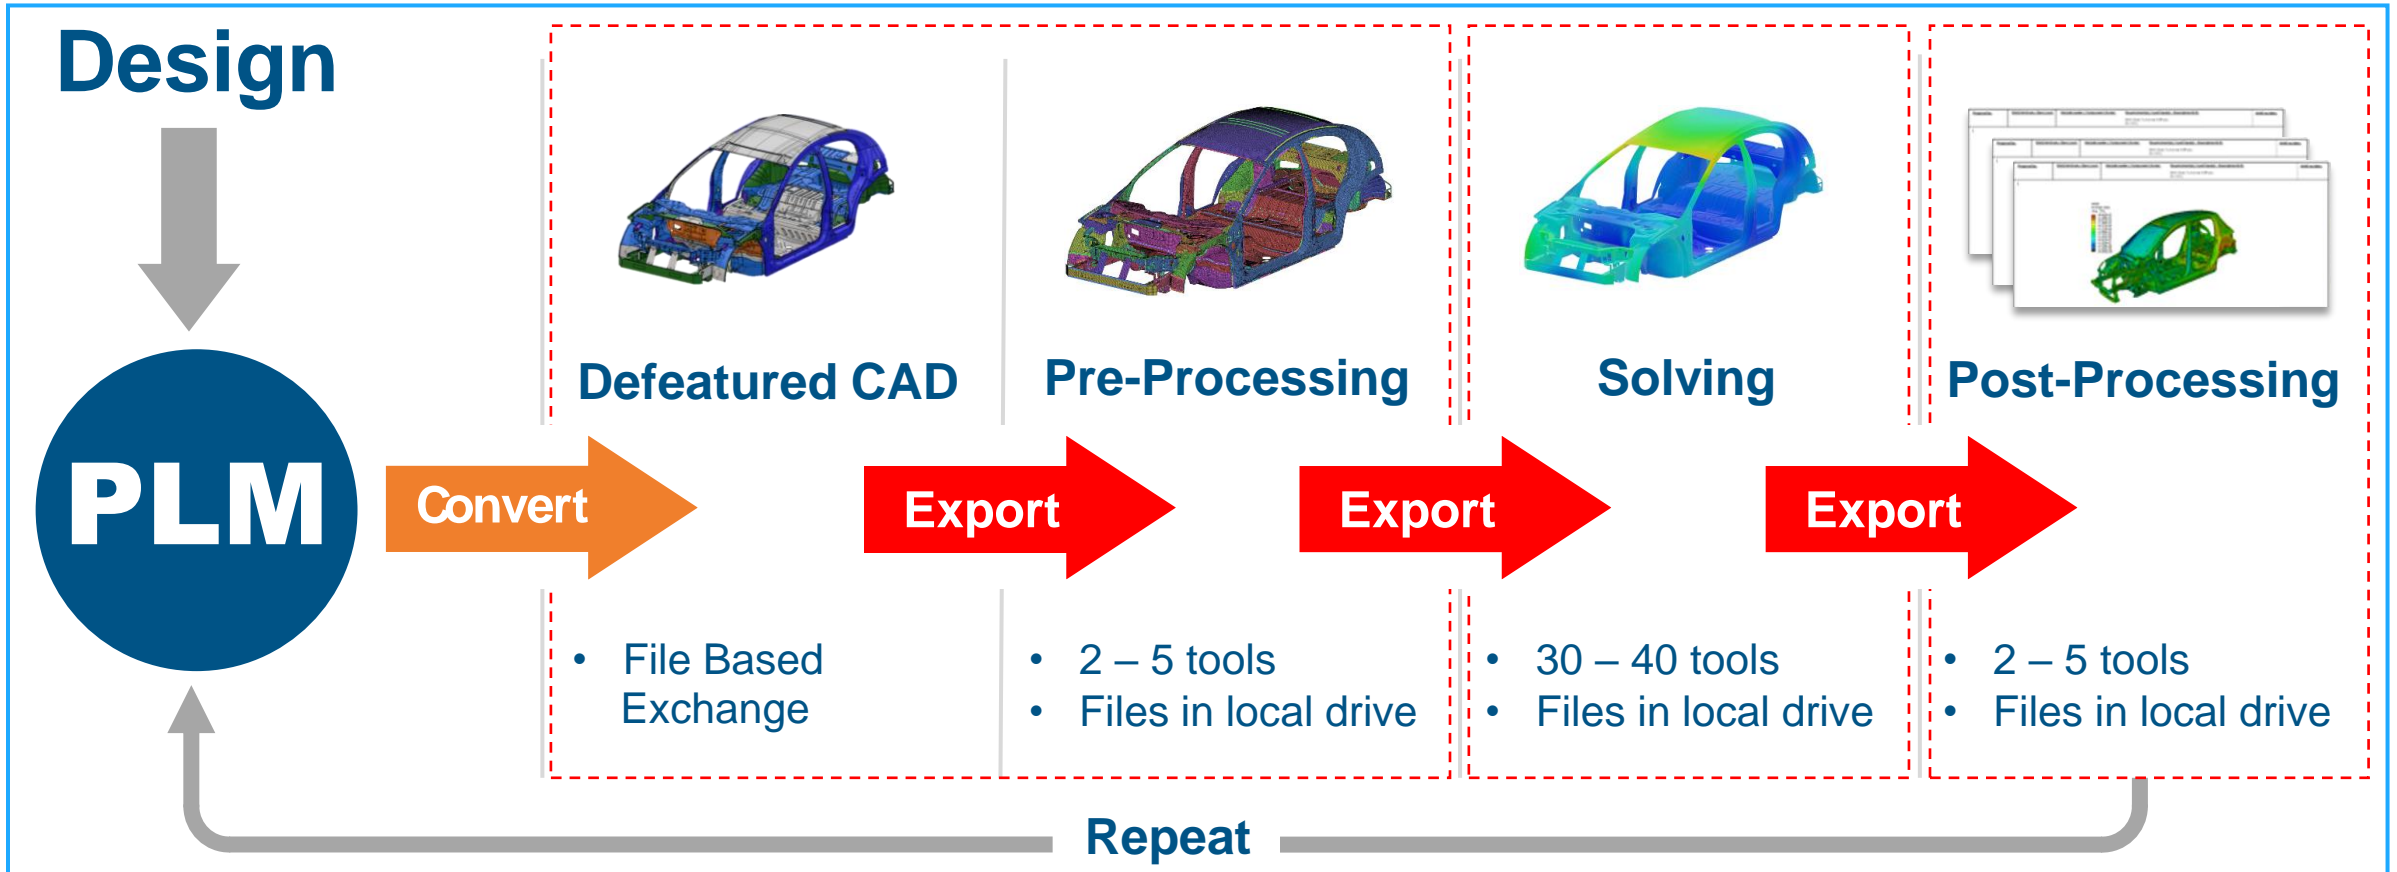 Design
PLM
Defeatured CAD
Pre-Processing
Solving
Post-Processing
Convert
Export
Export
Export
• File Based
Exchange
• 2 – 5 tools
• Files in local drive
• 30 – 40 tools
• Files in local drive
• 2 – 5 tools
• Files in local drive
Repeat